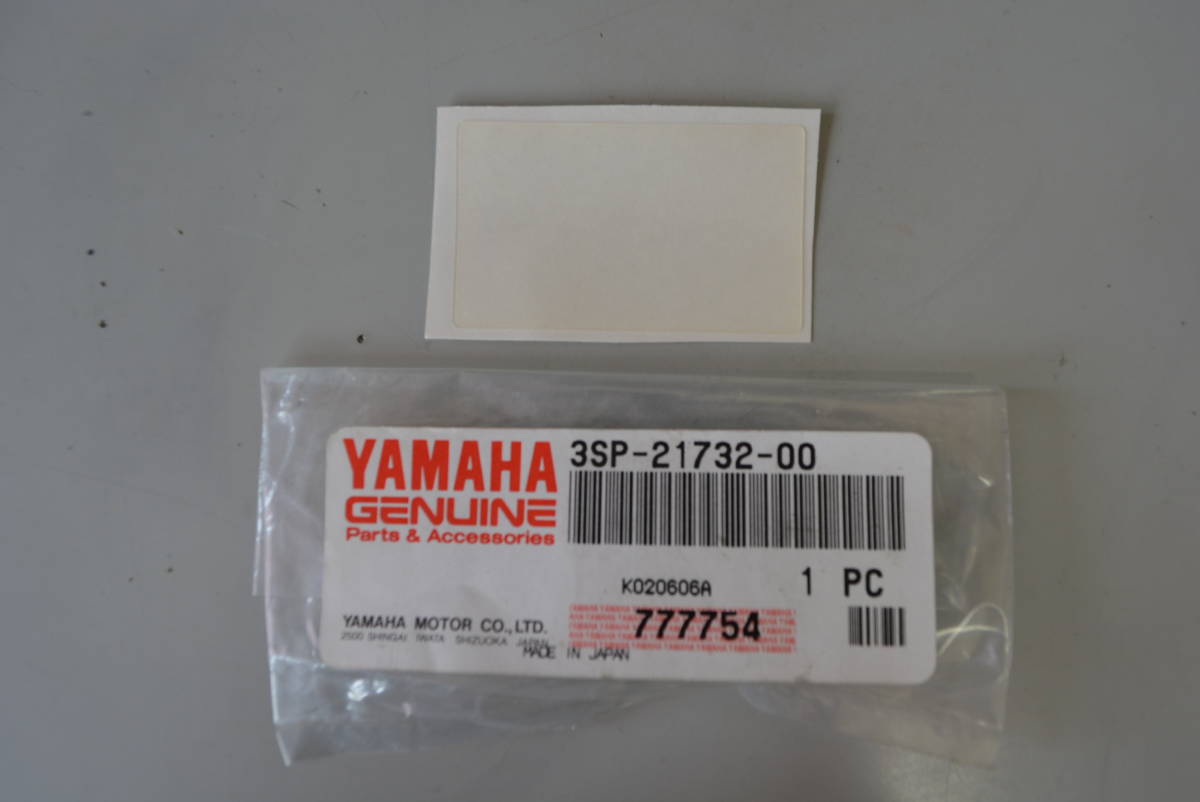 YAMAHA
GENUINE
Parts & Accessories
3SP-21732-00
K020606A
1 PC
YAMAHA MOTOR CO.,LTD.
2500 SHINGAI IWATA SHIZUOKA JAPAN
777754
MADE IN JAPAN